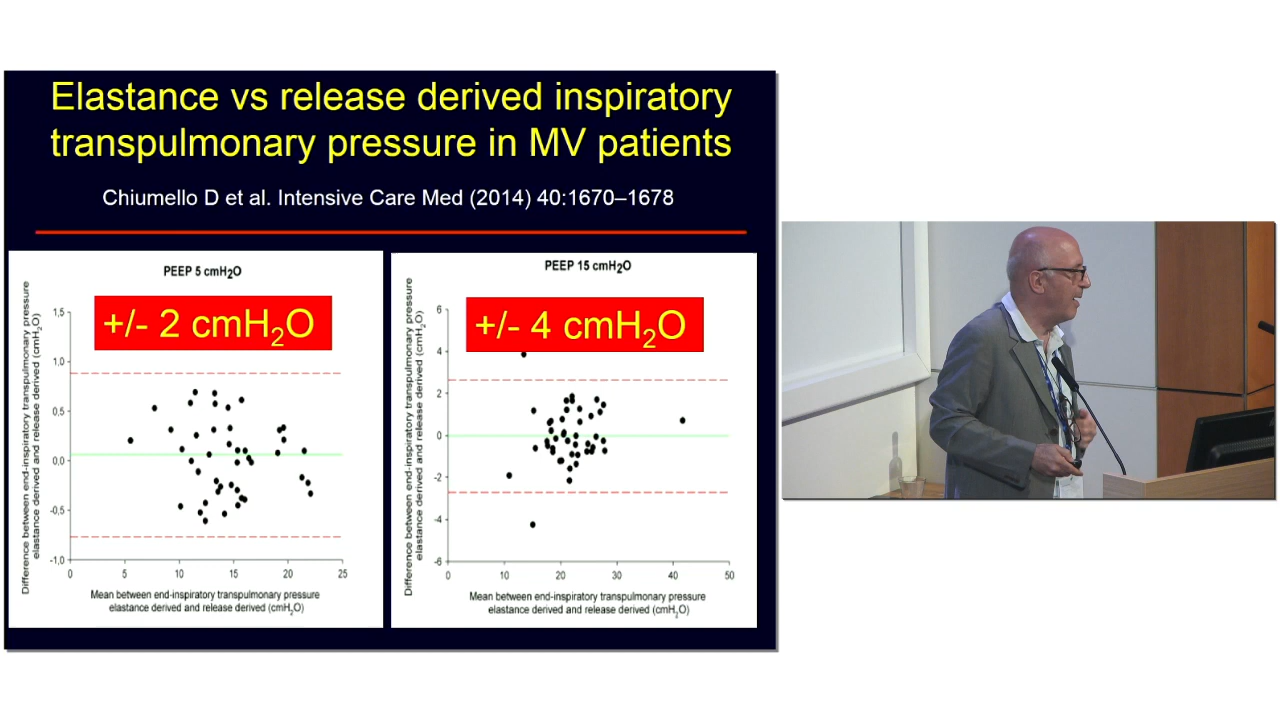 Elastance vs release derived inspiratory
transpulmonary pressure in MV patients
Chiumello D et al. Intensive Care Med (2014) 40:1670–1678
PEEP 5 cmH2O
+/- 2 cmH2O
Difference between end-inspiratory transpulmonary pressure
elastance derived and release derived (cmH2O)
1,5
1,0
0,5
0,0
-0,5
-1,0
0 5 10 15 20 25
Mean between end-inspiratory transpulmonary pressure
elastance derived and release derived (cmH2O)
PEEP 15 cmH2O
+/- 4 cmH2O
Difference between end-inspiratory transpulmonary pressure
elastance derived and release derived (cmH2O)
6
4
2
0
-2
-4
-6
0 10 20 30 40 50
Mean between end-inspiratory transpulmonary pressure
elastance derived and release derived (cmH2O)